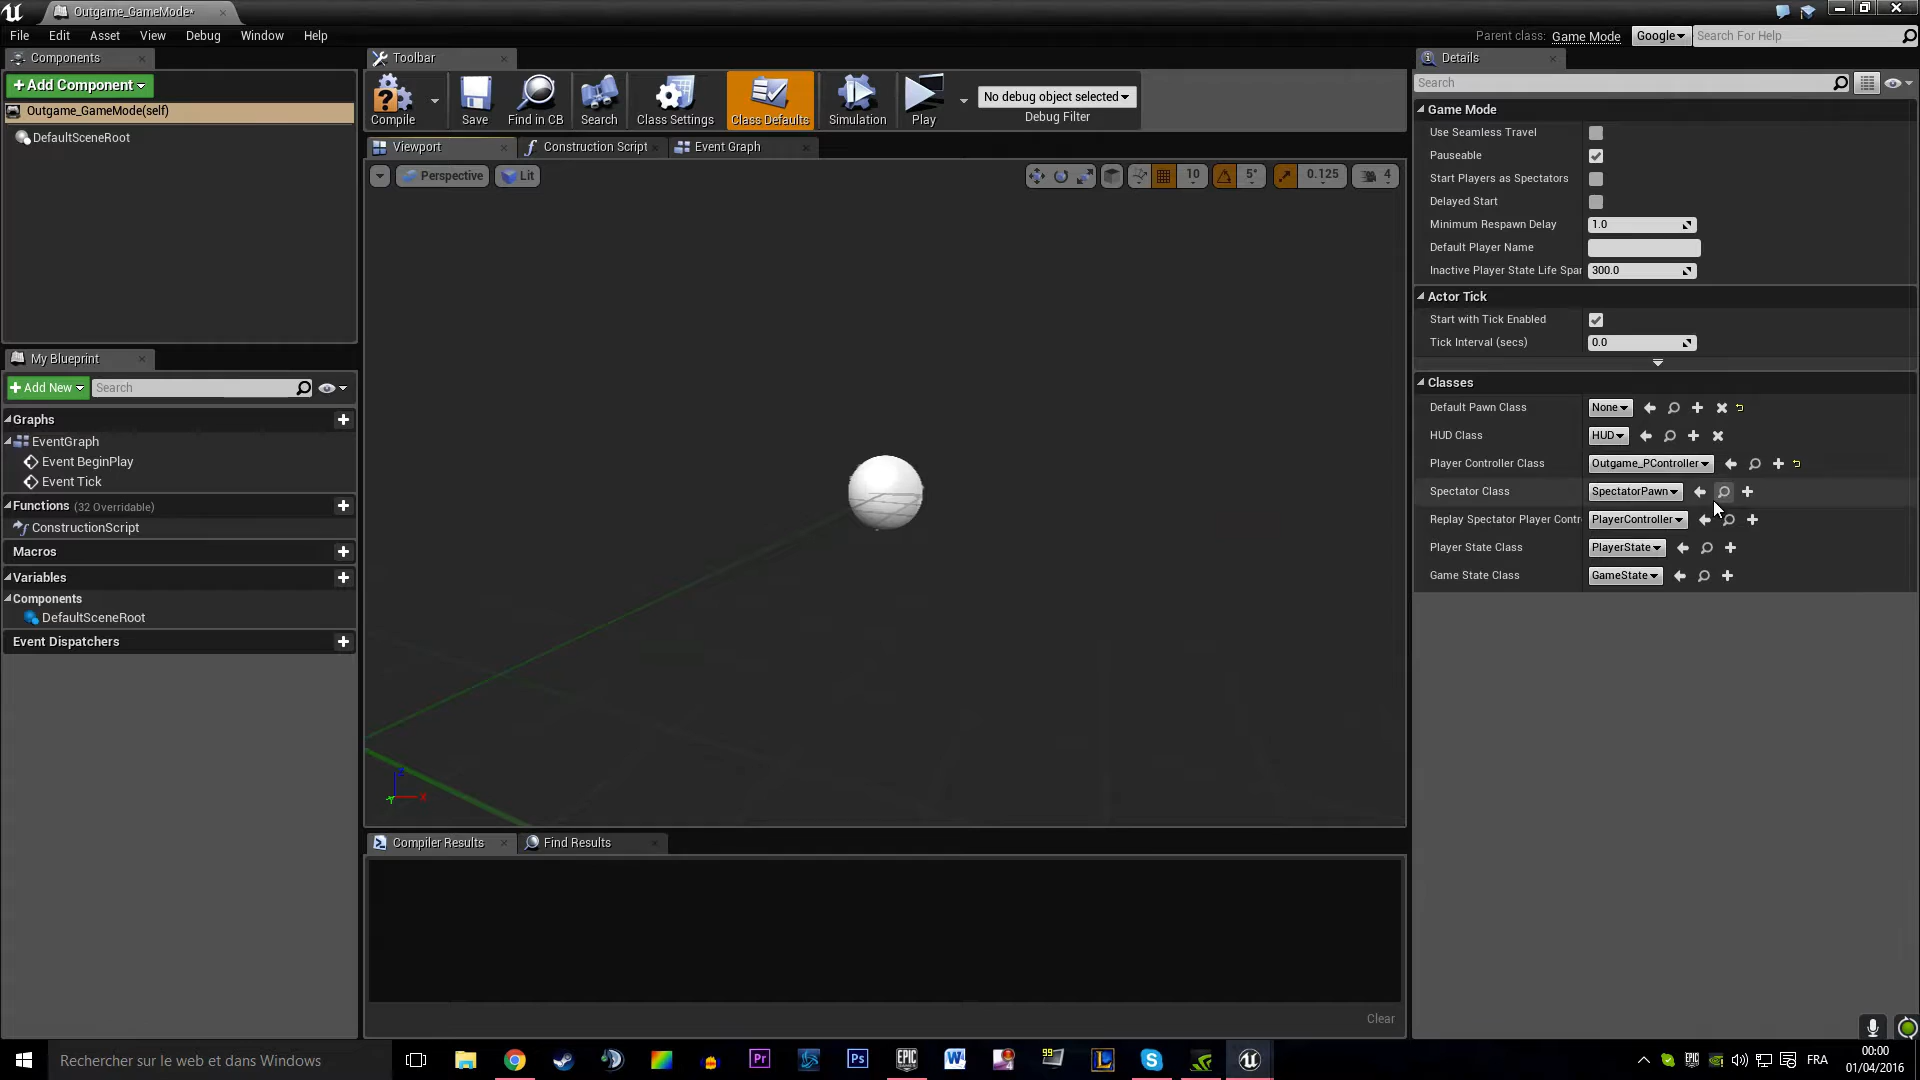 Outgame_GameMode*
File Edit Asset View Debug Window Help
Parent class: Game Mode Google Search For Help
Components
+Add Component
Outgame_GameMode(self)
DefaultSceneRoot
My Blueprint
+Add New Search
Graphs
EventGraph
Event BeginPlay
Event Tick
Functions (32 Overridable)
ConstructionScript
Macros
Variables
Components
DefaultSceneRoot
Event Dispatchers
Toolbar
Compile Save Find in CB Search Class Settings Class Defaults Simulation Play
No debug object selected
Debug Filter
Viewport Construction Script Event Graph
Perspective Lit 10 5° 0.125 4
Z
X
Y
Compiler Results Find Results
Clear
Details
Search
Game Mode
Use Seamless Travel
Pauseable
Start Players as Spectators
Delayed Start
Minimum Respawn Delay 1.0
Default Player Name
Inactive Player State Life Spar 300.0
Actor Tick
Start with Tick Enabled
Tick Interval (secs) 0.0
Classes
Default Pawn Class None
HUD Class HUD
Player Controller Class Outgame_PController
Spectator Class SpectatorPawn
Replay Spectator Player Contr PlayerController
Player State Class PlayerState
Game State Class GameState
Rechercher sur le web et dans Windows
Pr Ps EPIC GAMES W 4 99 L S
EPIC FRA
00:00
01/04/2016